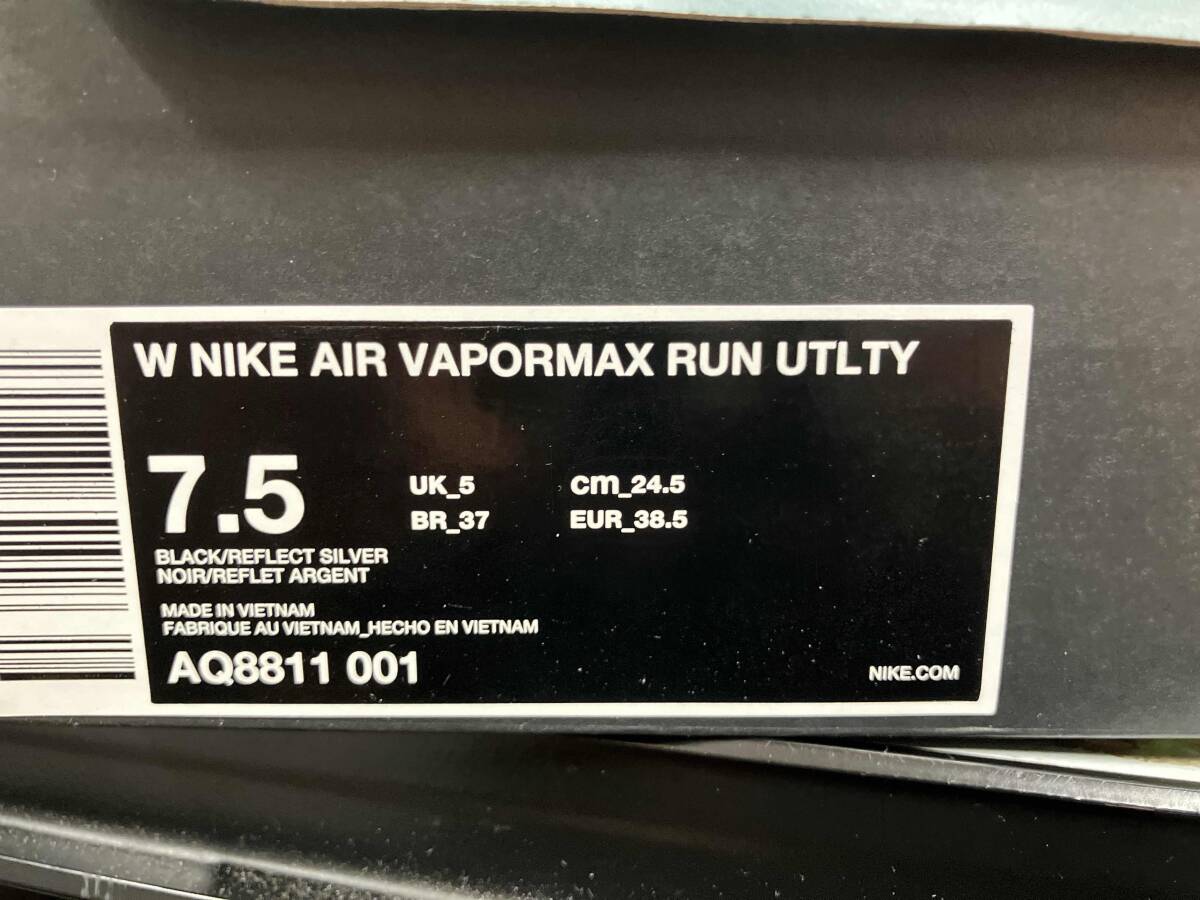 W NIKE AIR VAPORMAX RUN UTLTY
7.5
UK_5 cm_24.5
BR_37 EUR_38.5
BLACK/REFLECT SILVER
NOIR/REFLET ARGENT
MADE IN VIETNAM
FABRIQUE AU VIETNAM_HECHO EN VIETNAM
AQ8811 001
NIKE.COM